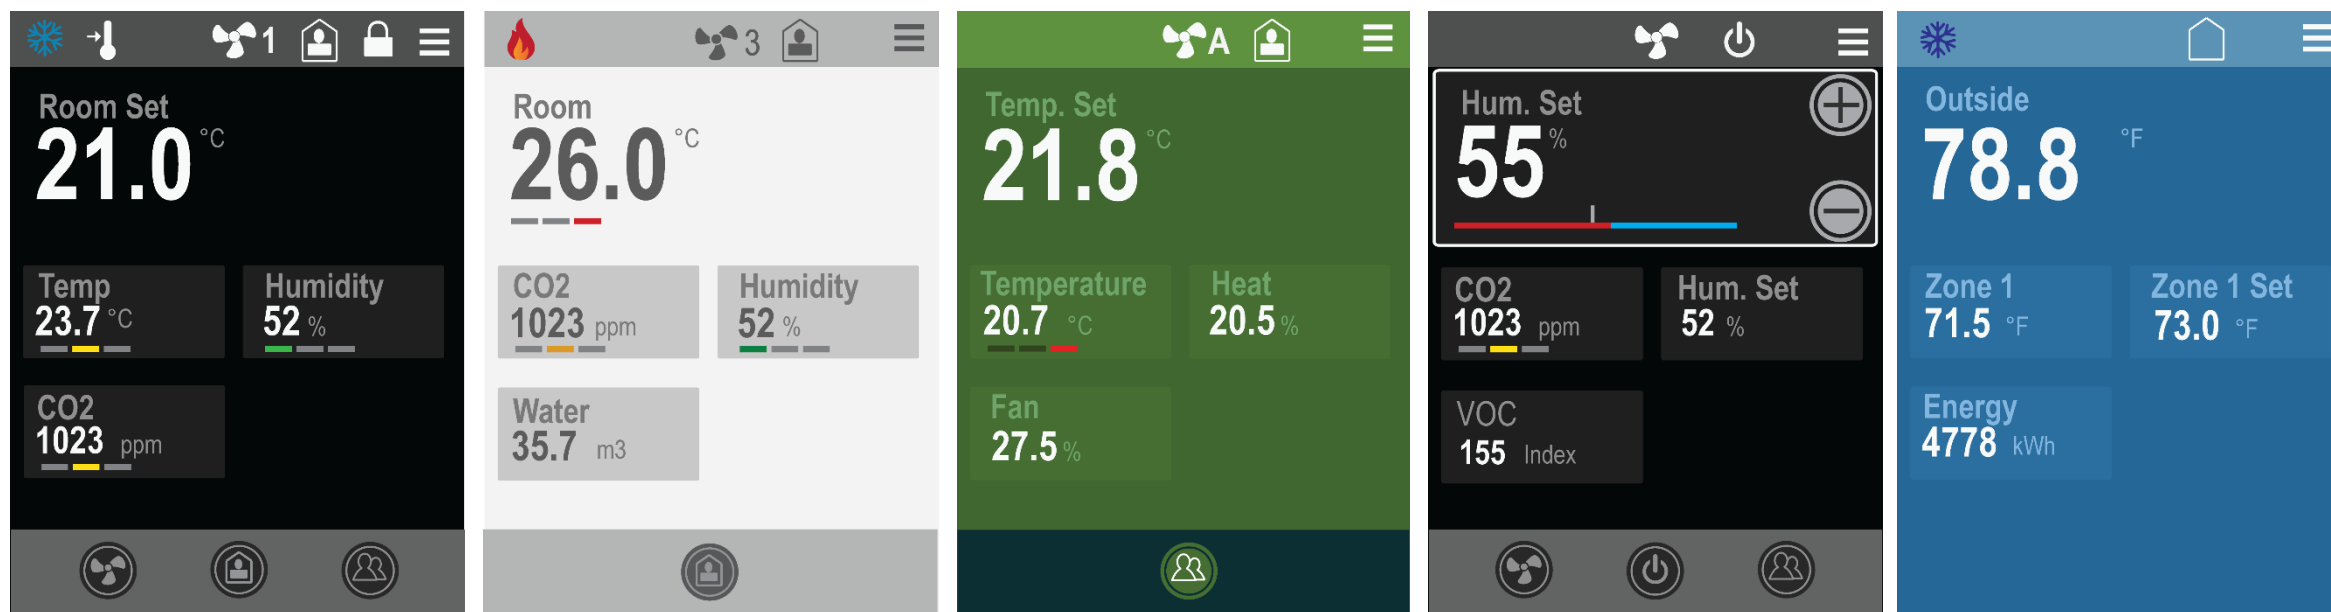 1
Room Set
21.0 °C
Temp
23.7 °C
Humidity
52 %
CO2
1023 ppm
3
Room
26.0 °C
CO2
1023 ppm
Humidity
52 %
Water
35.7 m3
A
Temp. Set
21.8 °C
Temperature
20.7 °C
Heat
20.5 %
Fan
27.5 %
Hum. Set
55 %
CO2
1023 ppm
Hum. Set
52 %
VOC
155 Index
Outside
78.8 °F
Zone 1
71.5 °F
Zone 1 Set
73.0 °F
Energy
4778 kWh